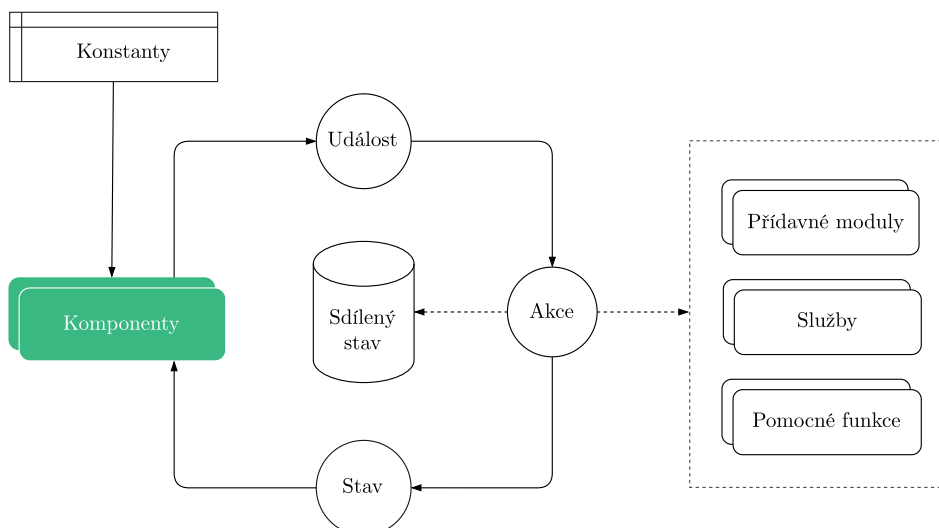 Konstanty
Událost
Přídavné moduly
Komponenty
Sdílený
stav
Akce
Služby
Pomocné funkce
Stav